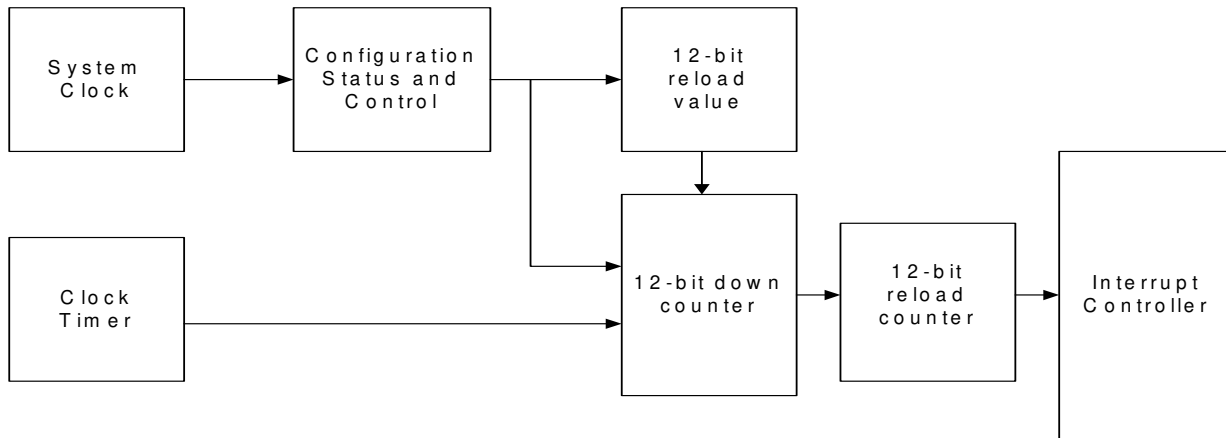 System
Clock
Configuration
Status and
Control
12-bit
reload
value
Clock
Timer
12-bit down
counter
12-bit
reload
counter
Interrupt
Controller